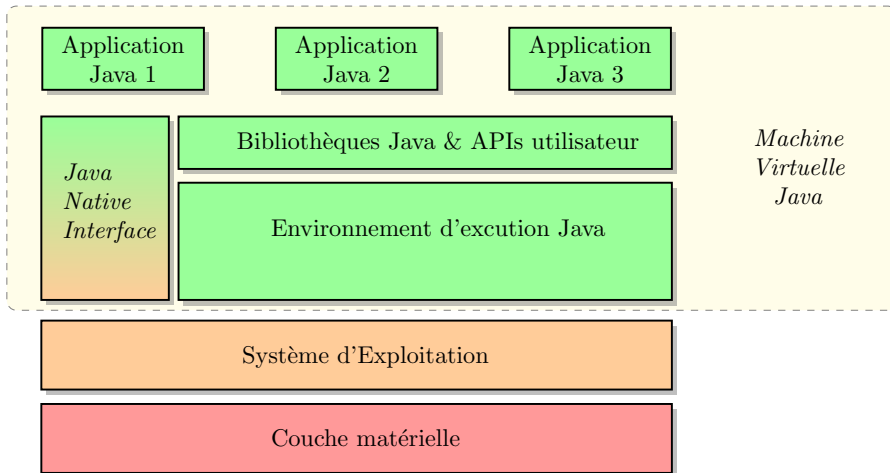 Application
Java 1
Application
Java 2
Application
Java 3
Bibliothèques Java & APIs utilisateur
Java
Native
Interface
Environnement d'excution Java
Machine
Virtuelle
Java
Système d'Exploitation
Couche matérielle